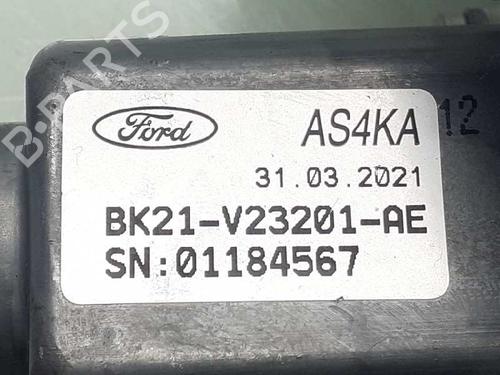 Ford AS4KA 12
31.03.2021
BK21-V23201-AE
SN:01184567
B-PARTS